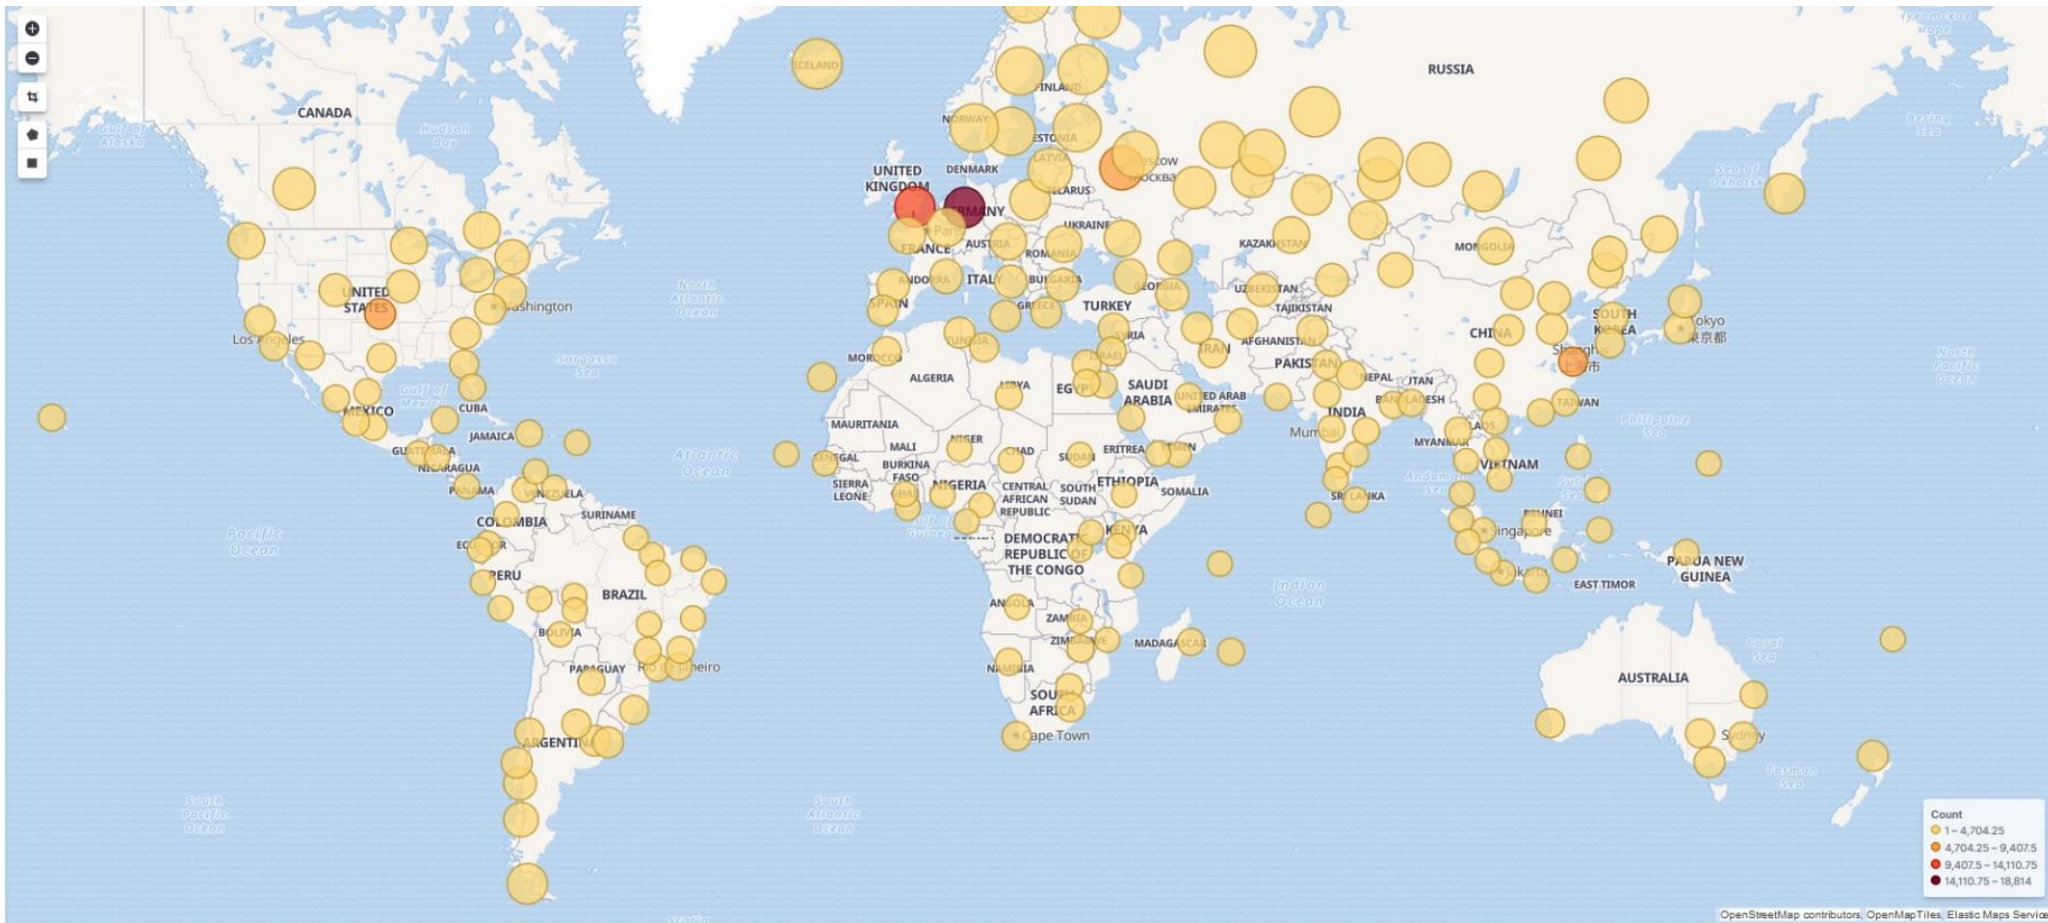 CANADA
Gulf of
Alaska
Hudson
Bay
UNITED
STATES
Washington
Los Angeles
Gulf of
Mexico
MEXICO
CUBA
JAMAICA
GUATEMALA
NICARAGUA
PANAMA
VENEZUELA
COLOMBIA
SURINAME
ECUADOR
PERU
BRAZIL
BOLIVIA
PARAGUAY
Rio de Janeiro
ARGENTINA
Sargasso
Sea
North
Atlantic
Ocean
Atlantic
Ocean
Pacific
Ocean
South
Pacific
Ocean
South
Atlantic
Ocean
ICELAND
NORWAY
FINLAND
ESTONIA
LATVIA
BELARUS
MOSCOW
Москва
UNITED
KINGDOM
DENMARK
GERMANY
Paris
FRANCE
AUSTRIA
UKRAINE
ROMANIA
ANDORRA
ITALY
BULGARIA
SPAIN
GREECE
TURKEY
GEORGIA
RUSSIA
KAZAKHSTAN
MONGOLIA
UZBEKISTAN
TAJIKISTAN
AFGHANISTAN
IRAN
SYRIA
ISRAEL
PAKISTAN
NEPAL
BHUTAN
BANGLADESH
INDIA
Mumbai
SRI LANKA
CHINA
SOUTH
KOREA
Tokyo
東京都
Shanghai
上海市
TAIWAN
MYANMAR
LAOS
VIETNAM
Andaman
Sea
Sulu
Sea
BRUNEI
Singapore
Jakarta
EAST TIMOR
PAPUA NEW
GUINEA
Philippine
Sea
North
Pacific
Ocean
Sea of
Okhotsk
Bering
Sea
Чукотское
море
MOROCCO
TUNISIA
ALGERIA
LIBYA
EGYPT
SAUDI
ARABIA
UNITED ARAB
EMIRATES
YEMEN
MAURITANIA
MALI
NIGER
CHAD
SUDAN
ERITREA
SENEGAL
BURKINA
FASO
SIERRA
LEONE
GHANA
NIGERIA
CENTRAL
AFRICAN
REPUBLIC
SOUTH
SUDAN
ETHIOPIA
SOMALIA
Gulf of
Guinea
KENYA
DEMOCRATIC
REPUBLIC OF
THE CONGO
ANGOLA
ZAMBIA
ZIMBABWE
MADAGASCAR
NAMIBIA
SOUTH
AFRICA
Cape Town
Indian
Ocean
AUSTRALIA
Sydney
Coral
Sea
Tasman
Sea
Count
1 – 4,704.25
4,704.25 – 9,407.5
9,407.5 – 14,110.75
14,110.75 – 18,814
OpenStreetMap contributors, OpenMapTiles, Elastic Maps Service